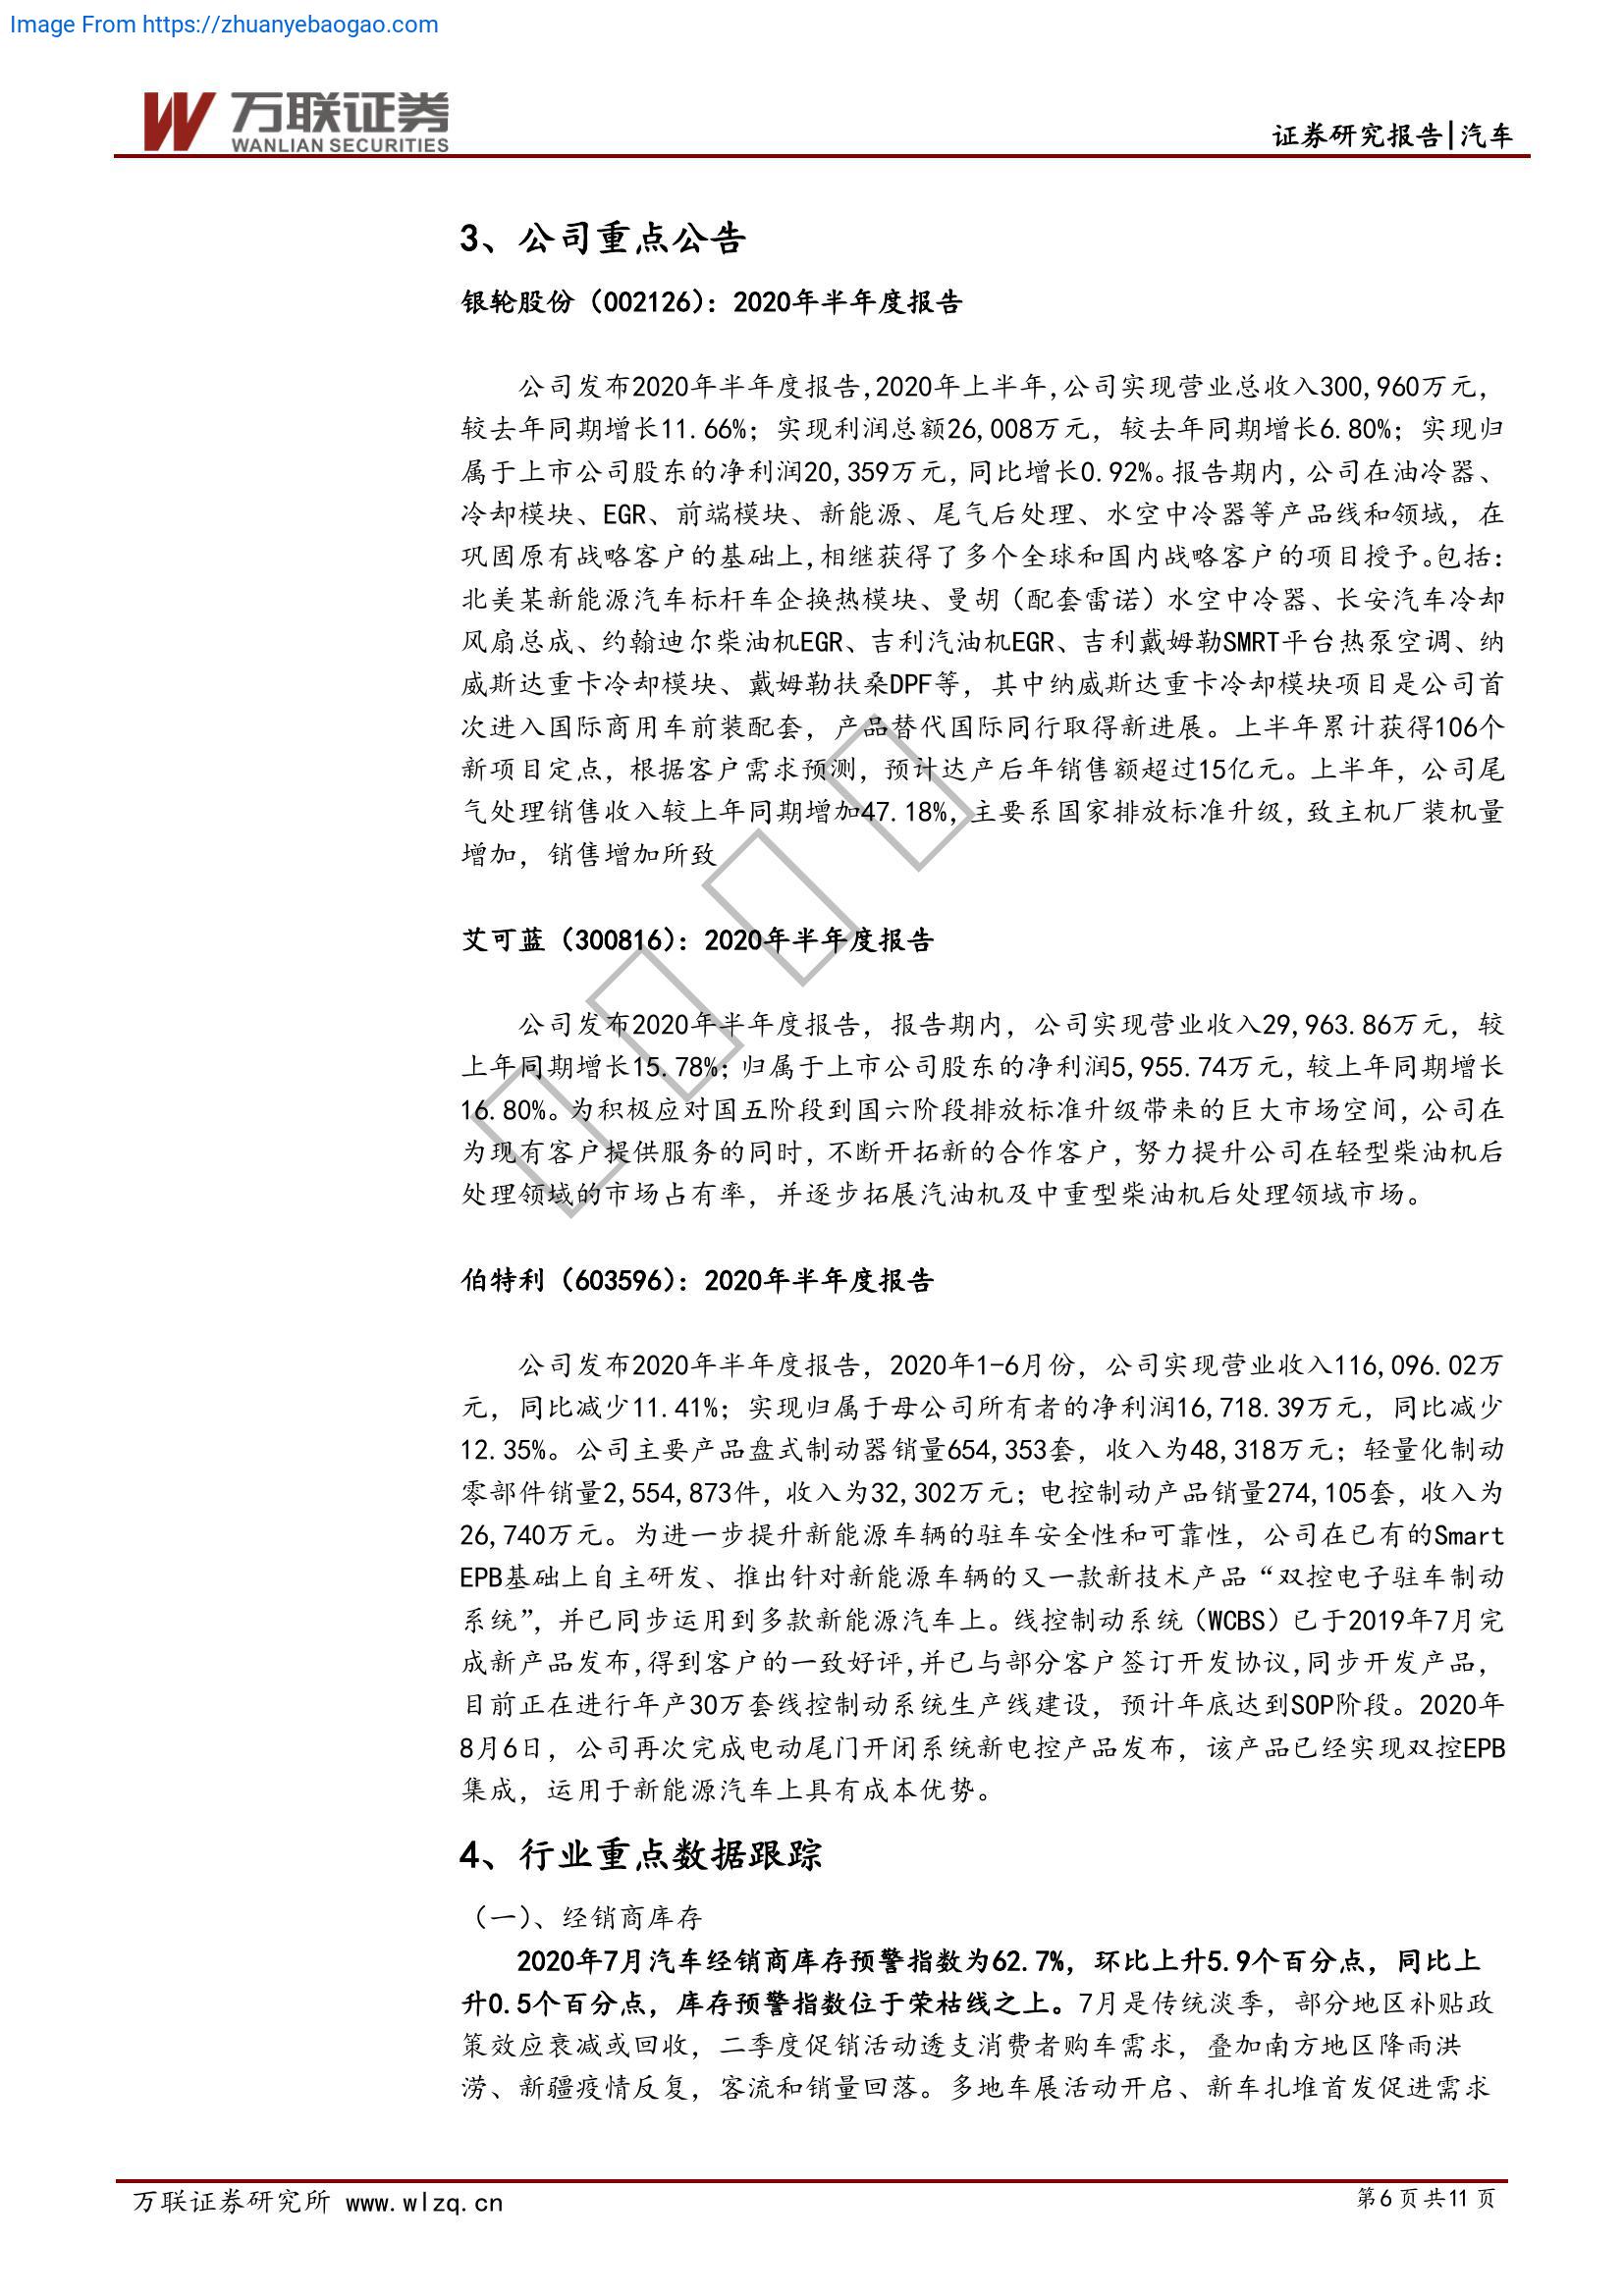 Image From https://zhuanyebaogao.com
万联证券
WANLIAN SECURITIES
证券研究报告|汽车
3、公司重点公告
银轮股份（002126）：2020年半年度报告
公司发布2020年半年度报告,2020年上半年,公司实现营业总收入300,960万元，
较去年同期增长11.66%；实现利润总额26,008万元，较去年同期增长6.80%；实现归
属于上市公司股东的净利润20,359万元,同比增长0.92%。报告期内，公司在油冷器、
冷却模块、EGR、前端模块、新能源、尾气后处理、水空中冷器等产品线和领域，在
巩固原有战略客户的基础上,相继获得了多个全球和国内战略客户的项目授予。包括：
北美某新能源汽车标杆车企换热模块、曼胡（配套雷诺）水空中冷器、长安汽车冷却
风扇总成、约翰迪尔柴油机EGR、吉利汽油机EGR、吉利戴姆勒SMRT平台热泵空调、纳
威斯达重卡冷却模块、戴姆勒扶桑DPF等，其中纳威斯达重卡冷却模块项目是公司首
次进入国际商用车前装配套，产品替代国际同行取得新进展。上半年累计获得106个
新项目定点，根据客户需求预测，预计达产后年销售额超过15亿元。上半年，公司尾
气处理销售收入较上年同期增加47.18%，主要系国家排放标准升级，致主机厂装机量
增加，销售增加所致
艾可蓝（300816）：2020年半年度报告
公司发布2020年半年度报告，报告期内，公司实现营业收入29,963.86万元，较
上年同期增长15.78%；归属于上市公司股东的净利润5,955.74万元，较上年同期增长
16.80%。为积极应对国五阶段到国六阶段排放标准升级带来的巨大市场空间，公司在
为现有客户提供服务的同时，不断开拓新的合作客户，努力提升公司在轻型柴油机后
处理领域的市场占有率，并逐步拓展汽油机及中重型柴油机后处理领域市场。
伯特利（603596）：2020年半年度报告
公司发布2020年半年度报告，2020年1-6月份，公司实现营业收入116,096.02万
元，同比减少11.41%；实现归属于母公司所有者的净利润16,718.39万元，同比减少
12.35%。公司主要产品盘式制动器销量654,353套，收入为48,318万元；轻量化制动
零部件销量2,554,873件，收入为32,302万元；电控制动产品销量274,105套，收入为
26,740万元。为进一步提升新能源车辆的驻车安全性和可靠性，公司在已有的Smart
EPB基础上自主研发、推出针对新能源车辆的又一款新技术产品“双控电子驻车制动
系统”，并已同步运用到多款新能源汽车上。线控制动系统（WCBS）已于2019年7月完
成新产品发布,得到客户的一致好评,并已与部分客户签订开发协议,同步开发产品，
目前正在进行年产30万套线控制动系统生产线建设，预计年底达到SOP阶段。2020年
8月6日，公司再次完成电动尾门开闭系统新电控产品发布，该产品已经实现双控EPB
集成，运用于新能源汽车上具有成本优势。
4、行业重点数据跟踪
（一）、经销商库存
2020年7月汽车经销商库存预警指数为62.7%，环比上升5.9个百分点，同比上
升0.5个百分点，库存预警指数位于荣枯线之上。7月是传统淡季，部分地区补贴政
策效应衰减或回收，二季度促销活动透支消费者购车需求，叠加南方地区降雨洪
涝、新疆疫情反复，客流和销量回落。多地车展活动开启、新车扎堆首发促进需求
万联证券研究所 www.wlzq.cn
第6页共11页